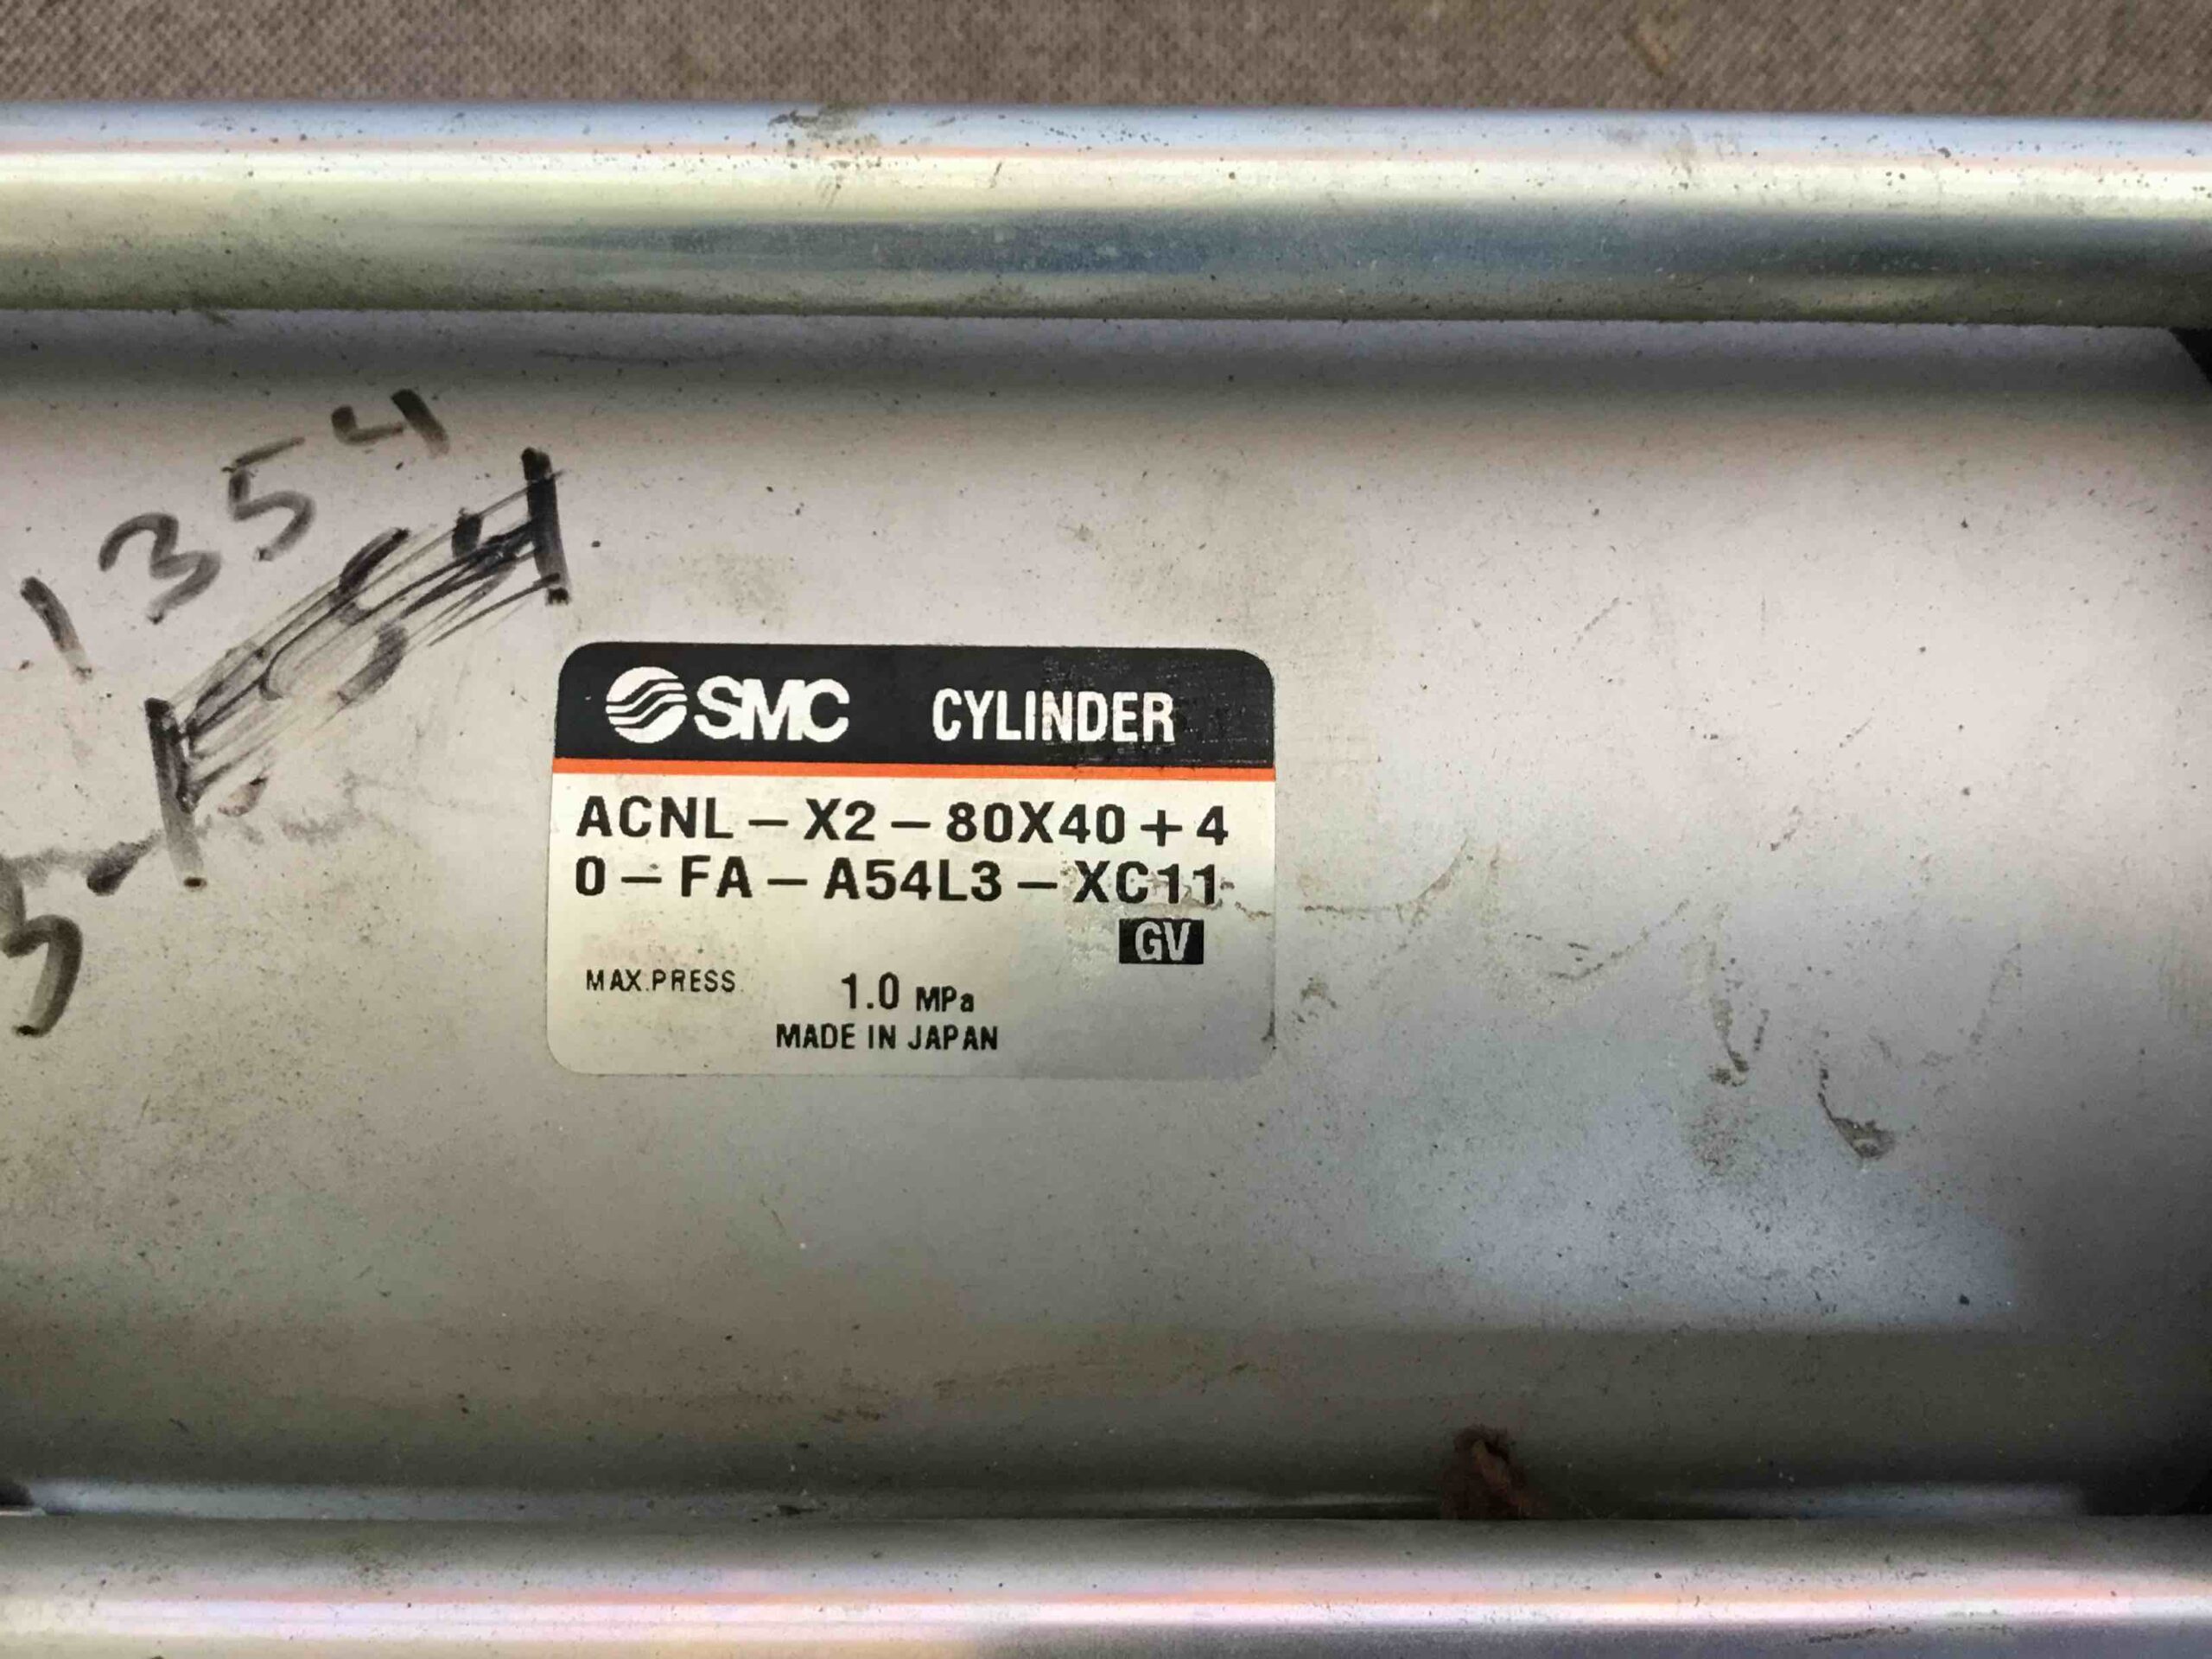 1354
5
SMC CYLINDER
ACNL-X2-80X40+4
0-FA-A54L3-XC11
GV
MAX.PRESS 1.0 MPa
MADE IN JAPAN